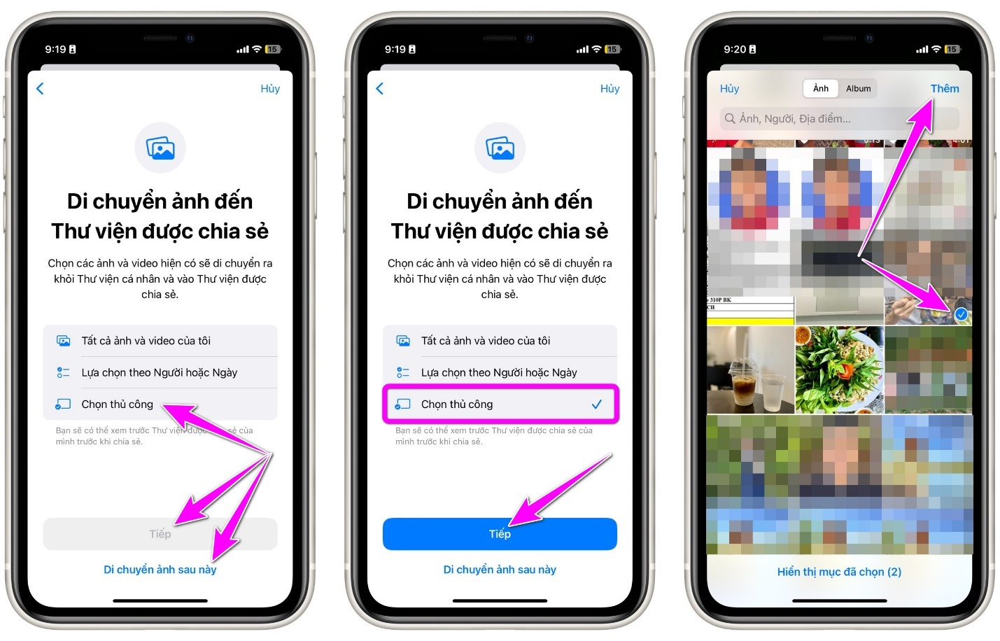 9:19
15
Hủy
Di chuyển ảnh đến
Thư viện được chia sẻ
Chọn các ảnh và video hiện có sẽ di chuyển ra
khỏi Thư viện cá nhân và vào Thư viện được
chia sẻ.
Tất cả ảnh và video của tôi
Lựa chọn theo Người hoặc Ngày
Chọn thủ công
Bạn sẽ có thể xem trước Thư viện được sẻ của
mình trước khi chia sẻ.
Tiếp
Di chuyển ảnh sau này
9:19
15
Hủy
Di chuyển ảnh đến
Thư viện được chia sẻ
Chọn các ảnh và video hiện có sẽ di chuyển ra
khỏi Thư viện cá nhân và vào Thư viện được
chia sẻ.
Tất cả ảnh và video của tôi
Lựa chọn theo Người hoặc Ngày
Chọn thủ công
Bạn sẽ có thể xem trước Thư viện được chia sẻ của
mình trước khi chia sẻ.
Tiếp
Di chuyển ảnh sau này
9:20
15
Hủy
Ảnh
Album
Thêm
Ảnh, Người, Địa điểm...
310P BK
CH
Hiển thị mục đã chọn (2)